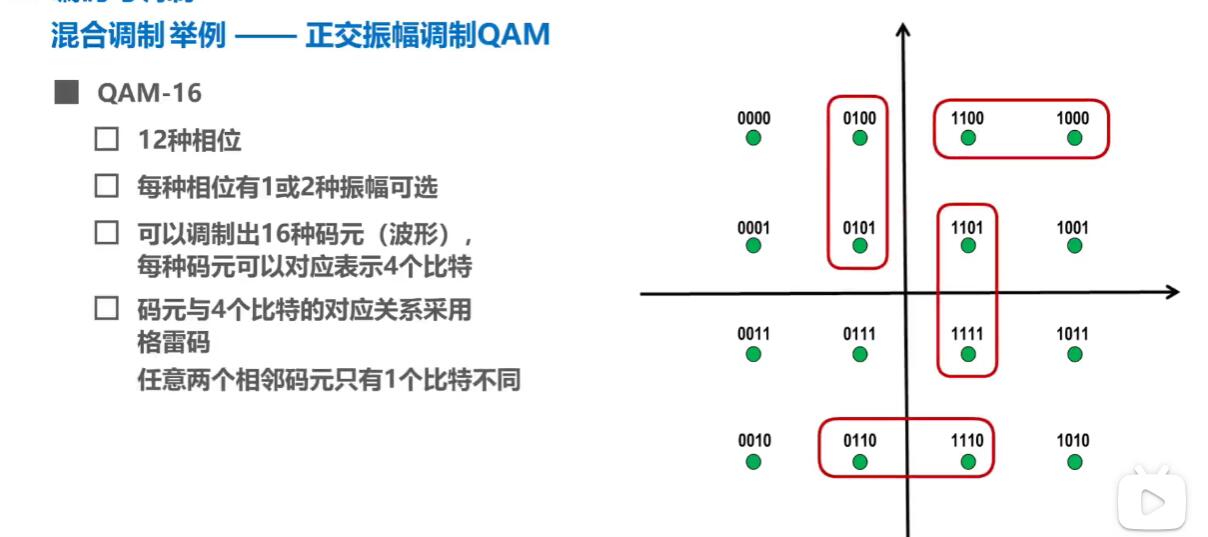 混合调制 举例 —— 正交振幅调制QAM
QAM-16
12种相位
每种相位有1或2种振幅可选
可以调制出16种码元（波形），
每种码元可以对应表示4个比特
码元与4个比特的对应关系采用
格雷码
任意两个相邻码元只有1个比特不同
0000 0100 1100 1000
0001 0101 1101 1001
0011 0111 1111 1011
0010 0110 1110 1010